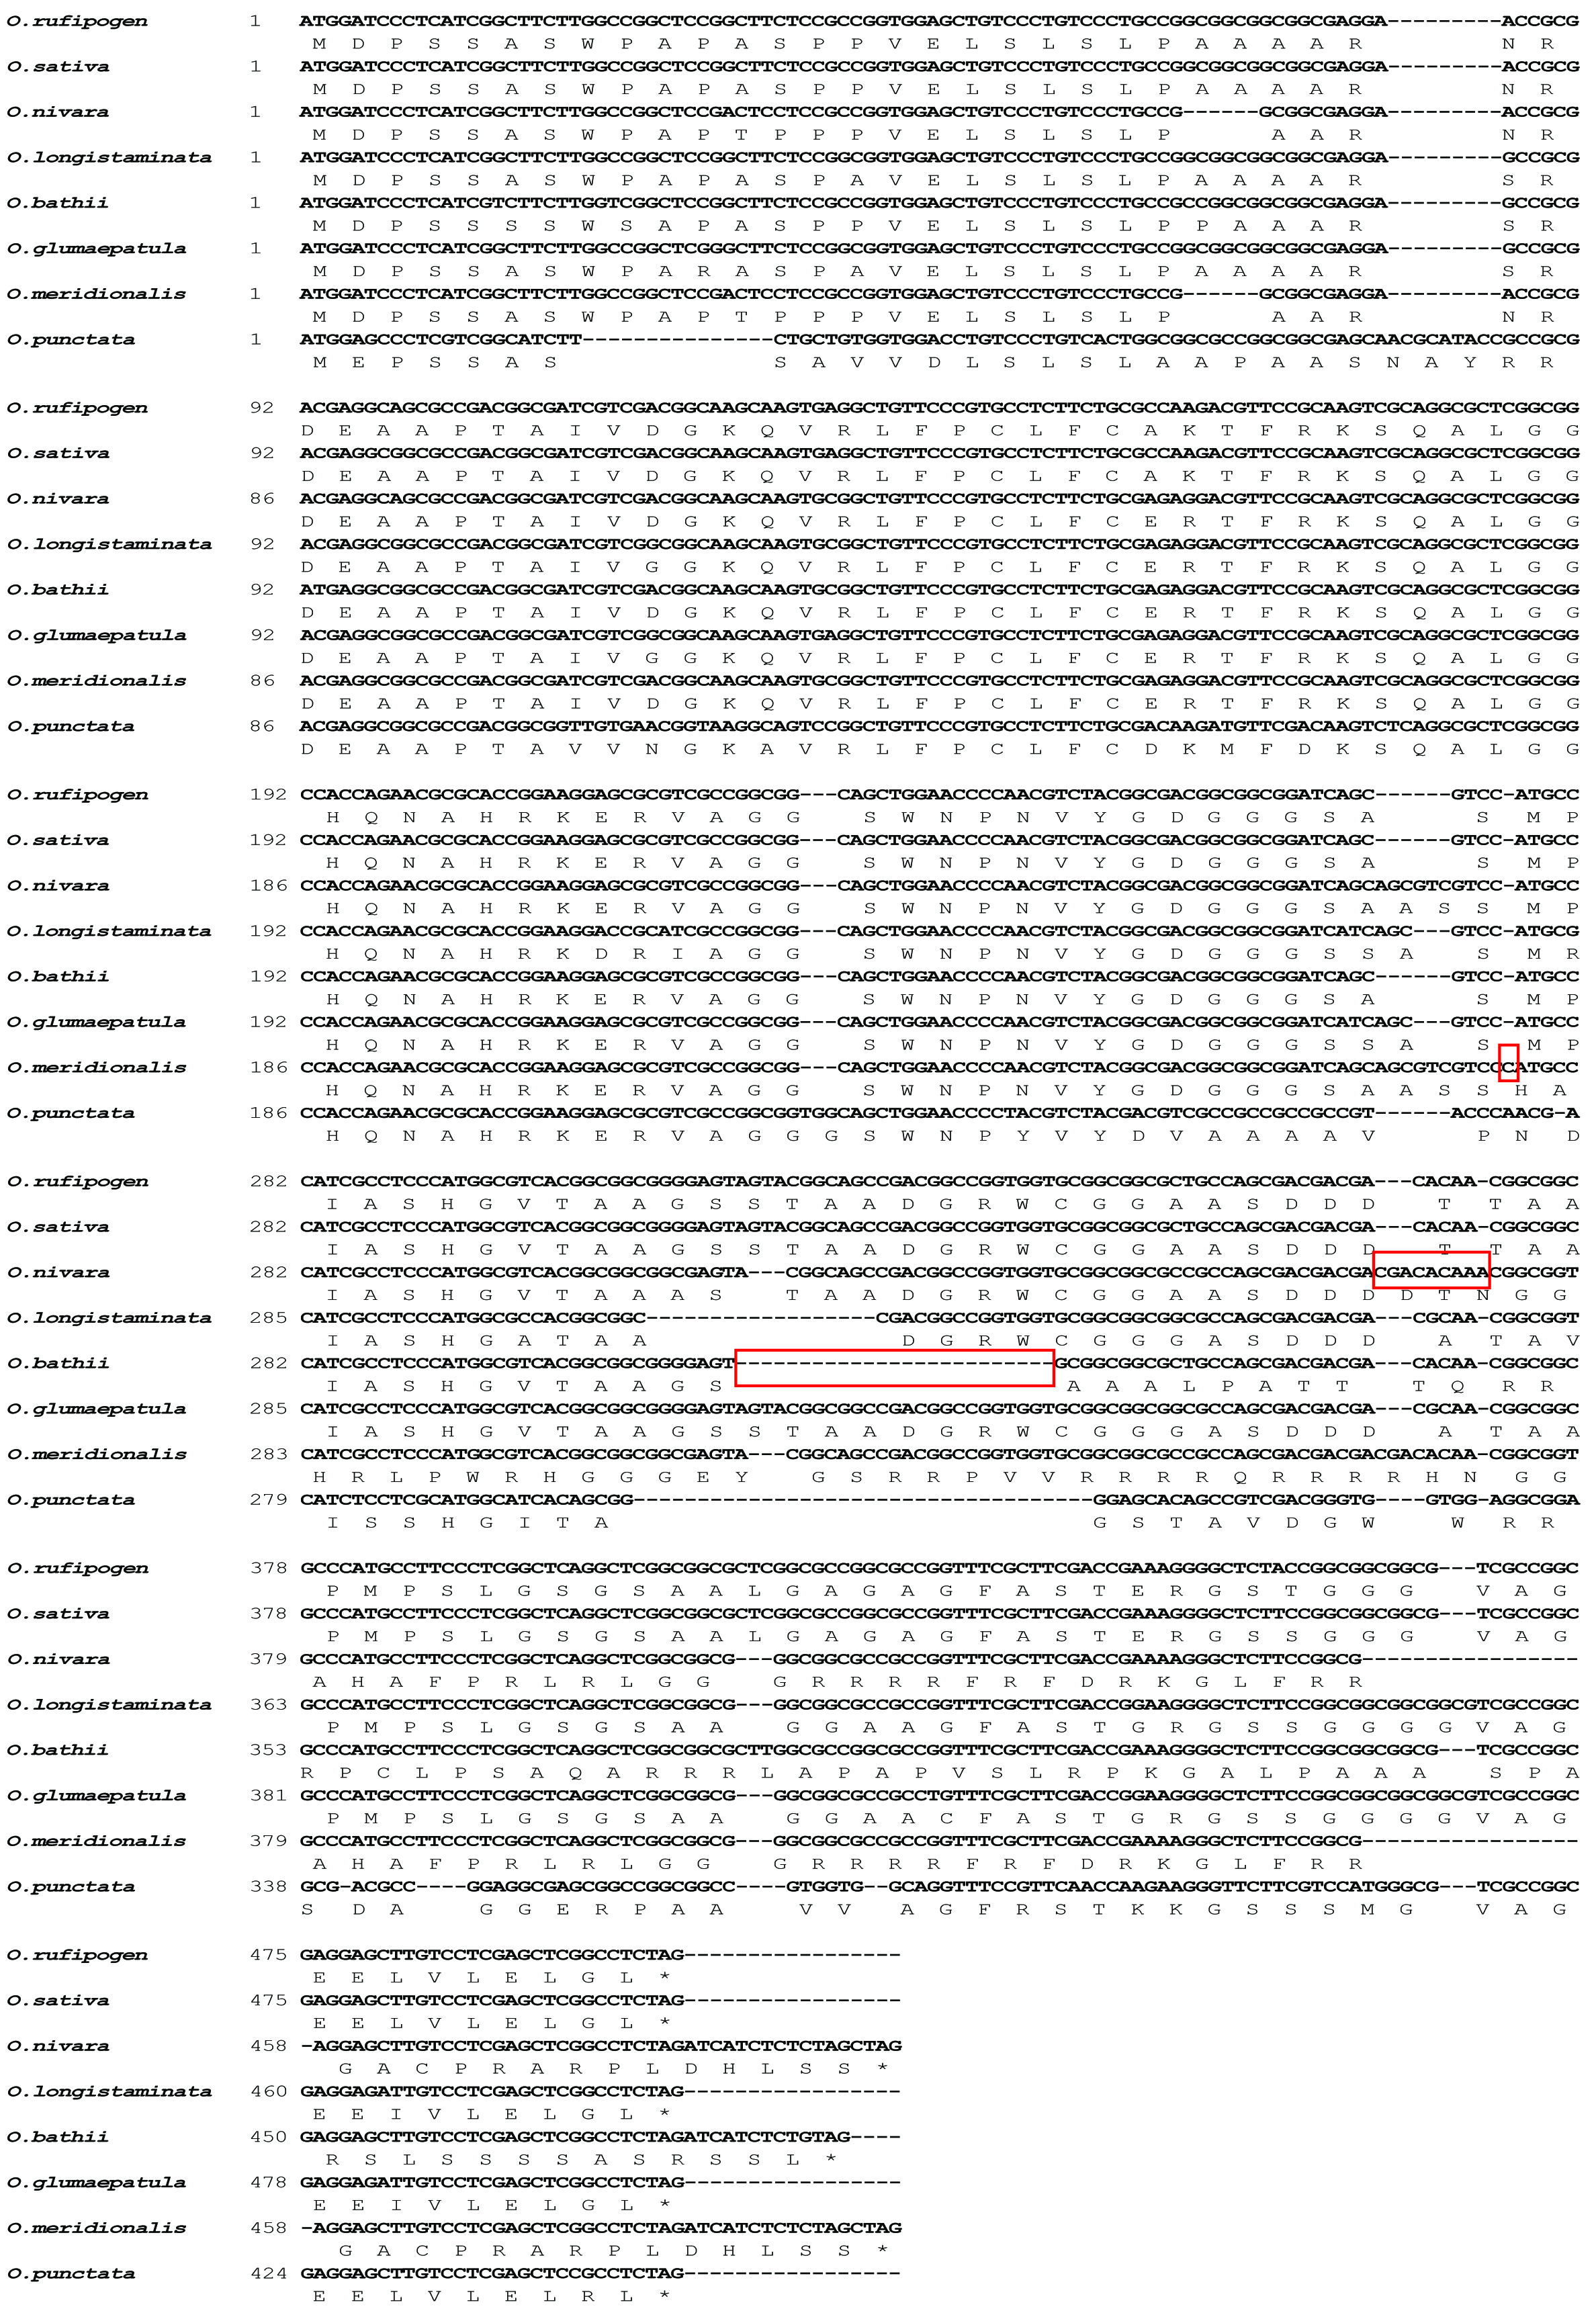 O.rufipogen 1 ATGGATCCCTCATCGGCTTCTTGGCCGGCTCCGGCTTCTCCGCCGGTGGAGCTGTCCCTGTCCCTGCCGGCGGCGGCGGCGAGGA---------ACCGCG
M D P S S A S W P A P A S P P V E L S L S L P A A A A R N R
O.sativa 1 ATGGATCCCTCATCGGCTTCTTGGCCGGCTCCGGCTTCTCCGCCGGTGGAGCTGTCCCTGTCCCTGCCGGCGGCGGCGGCGAGGA---------ACCGCG
M D P S S A S W P A P A S P P V E L S L S L P A A A A R N R
O.nivara 1 ATGGATCCCTCATCGGCTTCTTGGCCGGCTCCGACTCCTCCGCCGGTGGAGCTGTCCCTGTCCCTGCCG------GCGGCGAGGA---------ACCGCG
M D P S S A S W P A P T P P P V E L S L S L P A A R N R
O.longistaminata 1 ATGGATCCCTCATCGGCTTCTTGGCCGGCTCCGGCTTCTCCGGCGGTGGAGCTGTCCCTGTCCCTGCCGGCGGCGGCGGCGAGGA---------GCCGCG
M D P S S A S W P A P A S P A V E L S L S L P A A A A R S R
O.bathii 1 ATGGATCCCTCATCGTCTTCTTGGTCGGCTCCGGCTTCTCCGCCGGTGGAGCTGTCCCTGTCCCTGCCGCCGGCGGCGGCGAGGA---------GCCGCG
M D P S S S S W S A P A S P P V E L S L S L P P A A A R S R
O.glumaepatula 1 ATGGATCCCTCATCGGCTTCTTGGCCGGCTCGGGCTTCTCCGGCGGTGGAGCTGTCCCTGTCCCTGCCGGCGGCGGCGGCGAGGA---------GCCGCG
M D P S S A S W P A R A S P A V E L S L S L P A A A A R S R
O.meridionalis 1 ATGGATCCCTCATCGGCTTCTTGGCCGGCTCCGACTCCTCCGCCGGTGGAGCTGTCCCTGTCCCTGCCG------GCGGCGAGGA---------ACCGCG
M D P S S A S W P A P T P P P V E L S L S L P A A R N R
O.punctata 1 ATGGAGCCCTCGTCGGCATCTT---------------CTGCTGTGGTGGACCTGTCCCTGTCACTGGCGGCGCCGGCGGCGAGCAACGCATACCGCCGCG
M E P S S A S S A V V D L S L S L A A P A A S N A Y R R
O.rufipogen 92 ACGAGGCAGCGCCGACGGCGATCGTCGACGGCAAGCAAGTGAGGCTGTTCCCGTGCCTCTTCTGCGCCAAGACGTTCCGCAAGTCGCAGGCGCTCGGCGG
D E A A P T A I V D G K Q V R L F P C L F C A K T F R K S Q A L G G
O.sativa 92 ACGAGGCGGCGCCGACGGCGATCGTCGACGGCAAGCAAGTGAGGCTGTTCCCGTGCCTCTTCTGCGCCAAGACGTTCCGCAAGTCGCAGGCGCTCGGCGG
D E A A P T A I V D G K Q V R L F P C L F C A K T F R K S Q A L G G
O.nivara 86 ACGAGGCAGCGCCGACGGCGATCGTCGACGGCAAGCAAGTGCGGCTGTTCCCGTGCCTCTTCTGCGAGAGGACGTTCCGCAAGTCGCAGGCGCTCGGCGG
D E A A P T A I V D G K Q V R L F P C L F C E R T F R K S Q A L G G
O.longistaminata 92 ACGAGGCGGCGCCGACGGCGATCGTCGGCGGCAAGCAAGTGCGGCTGTTCCCGTGCCTCTTCTGCGAGAGGACGTTCCGCAAGTCGCAGGCGCTCGGCGG
D E A A P T A I V G G K Q V R L F P C L F C E R T F R K S Q A L G G
O.bathii 92 ATGAGGCGGCGCCGACGGCGATCGTCGACGGCAAGCAAGTGCGGCTGTTCCCGTGCCTCTTCTGCGAGAGGACGTTCCGCAAGTCGCAGGCGCTCGGCGG
D E A A P T A I V D G K Q V R L F P C L F C E R T F R K S Q A L G G
O.glumaepatula 92 ACGAGGCGGCGCCGACGGCGATCGTCGGCGGCAAGCAAGTGAGGCTGTTCCCGTGCCTCTTCTGCGAGAGGACGTTCCGCAAGTCGCAGGCGCTCGGCGG
D E A A P T A I V G G K Q V R L F P C L F C E R T F R K S Q A L G G
O.meridionalis 86 ACGAGGCGGCGCCGACGGCGATCGTCGACGGCAAGCAAGTGCGGCTGTTCCCGTGCCTCTTCTGCGAGAGGACGTTCCGCAAGTCGCAGGCGCTCGGCGG
D E A A P T A I V D G K Q V R L F P C L F C E R T F R K S Q A L G G
O.punctata 86 ACGAGGCGGCGCCGACGGCGGTTGTGAACGGTAAGGCAGTCCGGCTGTTCCCGTGCCTCTTCTGCGACAAGATGTTCGACAAGTCTCAGGCGCTCGGCGG
D E A A P T A V V N G K A V R L F P C L F C D K M F D K S Q A L G G
O.rufipogen 192 CCACCAGAACGCGCACCGGAAGGAGCGCGTCGCCGGCGG---CAGCTGGAACCCCAACGTCTACGGCGACGGCGGCGGATCAGC------GTCC-ATGCC
H Q N A H R K E R V A G G S W N P N V Y G D G G G S A S M P
O.sativa 192 CCACCAGAACGCGCACCGGAAGGAGCGCGTCGCCGGCGG---CAGCTGGAACCCCAACGTCTACGGCGACGGCGGCGGATCAGC------GTCC-ATGCC
H Q N A H R K E R V A G G S W N P N V Y G D G G G S A S M P
O.nivara 186 CCACCAGAACGCGCACCGGAAGGAGCGCGTCGCCGGCGG---CAGCTGGAACCCCAACGTCTACGGCGACGGCGGCGGATCAGCAGCGTCGTCC-ATGCC
H Q N A H R K E R V A G G S W N P N V Y G D G G G S A A S S M P
O.longistaminata 192 CCACCAGAACGCGCACCGGAAGGACCGCATCGCCGGCGG---CAGCTGGAACCCCAACGTCTACGGCGACGGCGGCGGATCATCAGC---GTCC-ATGCG
H Q N A H R K D R I A G G S W N P N V Y G D G G G S S A S M R
O.bathii 192 CCACCAGAACGCGCACCGGAAGGAGCGCGTCGCCGGCGG---CAGCTGGAACCCCAACGTCTACGGCGACGGCGGCGGATCAGC------GTCC-ATGCC
H Q N A H R K E R V A G G S W N P N V Y G D G G G S A S M P
O.glumaepatula 192 CCACCAGAACGCGCACCGGAAGGAGCGCGTCGCCGGCGG---CAGCTGGAACCCCAACGTCTACGGCGACGGCGGCGGATCATCAGC---GTCC-ATGCC
H Q N A H R K E R V A G G S W N P N V Y G D G G G S S A S M P
O.meridionalis 186 CCACCAGAACGCGCACCGGAAGGAGCGCGTCGCCGGCGG---CAGCTGGAACCCCAACGTCTACGGCGACGGCGGCGGATCAGCAGCGTCGTCCCATGCC
H Q N A H R K E R V A G G S W N P N V Y G D G G G S A A S S H A
O.punctata 186 CCACCAGAACGCGCACCGGAAGGAGCGCGTCGCCGGCGGTGGCAGCTGGAACCCCTACGTCTACGACGTCGCCGCCGCCGCCGT------ACCCAACG-A
H Q N A H R K E R V A G G G S W N P Y V Y D V A A A A V P N D
O.rufipogen 282 CATCGCCTCCCATGGCGTCACGGCGGCGGGGAGTAGTACGGCAGCCGACGGCCGGTGGTGCGGCGGCGCTGCCAGCGACGACGA---CACAA-CGGCGGC
I A S H G V T A A G S S T A A D G R W C G G A A S D D D T T A A
O.sativa 282 CATCGCCTCCCATGGCGTCACGGCGGCGGGGAGTAGTACGGCAGCCGACGGCCGGTGGTGCGGCGGCGCTGCCAGCGACGACGA---CACAA-CGGCGGC
I A S H G V T A A G S S T A A D G R W C G G A A S D D D T T A A
O.nivara 282 CATCGCCTCCCATGGCGTCACGGCGGCGGCGAGTA---CGGCAGCCGACGGCCGGTGGTGCGGCGGCGCCGCCAGCGACGACGACGACACAAACGGCGGT
I A S H G V T A A A S T A A D G R W C G G A A S D D D D T N G G
O.longistaminata 285 CATCGCCTCCCATGGCGCCACGGCGGC------------------CGACGGCCGGTGGTGCGGCGGCGGCGCCAGCGACGACGA---CGCAA-CGGCGGT
I A S H G A T A A D G R W C G G G A S D D D A T A V
O.bathii 282 CATCGCCTCCCATGGCGTCACGGCGGCGGGGAGT-------------------------GCGGCGGCGCTGCCAGCGACGACGA---CACAA-CGGCGGC
I A S H G V T A A G S A A A L P A T T T Q R R
O.glumaepatula 285 CATCGCCTCCCATGGCGTCACGGCGGCGGGGAGTAGTACGGCGGCCGACGGCCGGTGGTGCGGCGGCGGCGCCAGCGACGACGA---CGCAA-CGGCGGC
I A S H G V T A A G S S T A A D G R W C G G G A S D D D A T A A
O.meridionalis 283 CATCGCCTCCCATGGCGTCACGGCGGCGGCGAGTA---CGGCAGCCGACGGCCGGTGGTGCGGCGGCGCCGCCAGCGACGACGACGACACAA-CGGCGGT
H R L P W R H G G G E Y G S R R P V V R R R R Q R R R R H N G G
O.punctata 279 CATCTCCTCGCATGGCATCACAGCGG------------------------------------GGAGCACAGCCGTCGACGGGTG----GTGG-AGGCGGA
I S S H G I T A G S T A V D G W W R R
O.rufipogen 378 GCCCATGCCTTCCCTCGGCTCAGGCTCGGCGGCGCTCGGCGCCGGCGCCGGTTTCGCTTCGACCGAAAGGGGCTCTACCGGCGGCGGCG---TCGCCGGC
P M P S L G S G S A A L G A G A G F A S T E R G S T G G G V A G
O.sativa 378 GCCCATGCCTTCCCTCGGCTCAGGCTCGGCGGCGCTCGGCGCCGGCGCCGGTTTCGCTTCGACCGAAAGGGGCTCTTCCGGCGGCGGCG---TCGCCGGC
P M P S L G S G S A A L G A G A G F A S T E R G S S G G G V A G
O.nivara 379 GCCCATGCCTTCCCTCGGCTCAGGCTCGGCGGCG---GGCGGCGCCGCCGGTTTCGCTTCGACCGAAAAGGGCTCTTCCGGCG-----------------
A H A F P R L R L G G G R R R R F R F D R K G L F R R
O.longistaminata 363 GCCCATGCCTTCCCTCGGCTCAGGCTCGGCGGCG---GGCGGCGCCGCCGGTTTCGCTTCGACCGGAAGGGGCTCTTCCGGCGGCGGCGGCGTCGCCGGC
P M P S L G S G S A A G G A A G F A S T G R G S S G G G G V A G
O.bathii 353 GCCCATGCCTTCCCTCGGCTCAGGCTCGGCGGCGCTTGGCGCCGGCGCCGGTTTCGCTTCGACCGAAAGGGGCTCTTCCGGCGGCGGCG---TCGCCGGC
R P C L P S A Q A R R R L A P A P V S L R P K G A L P A A A S P A
O.glumaepatula 381 GCCCATGCCTTCCCTCGGCTCAGGCTCGGCGGCG---GGCGGCGCCGCCTGTTTCGCTTCGACCGGAAGGGGCTCTTCCGGCGGCGGCGGCGTCGCCGGC
P M P S L G S G S A A G G A A C F A S T G R G S S G G G G V A G
O.meridionalis 379 GCCCATGCCTTCCCTCGGCTCAGGCTCGGCGGCG---GGCGGCGCCGCCGGTTTCGCTTCGACCGAAAAGGGCTCTTCCGGCG-----------------
A H A F P R L R L G G G R R R R F R F D R K G L F R R
O.punctata 338 GCG-ACGCC----GGAGGCGAGCGGCCGGCGGCC----GTGGTG--GCAGGTTTCCGTTCAACCAAGAAGGGTTCTTCGTCCATGGGCG---TCGCCGGC
S D A G G E R P A A V V A G F R S T K K G S S S M G V A G
O.rufipogen 475 GAGGAGCTTGTCCTCGAGCTCGGCCTCTAG-----------------
E E L V L E L G L *
O.sativa 475 GAGGAGCTTGTCCTCGAGCTCGGCCTCTAG-----------------
E E L V L E L G L *
O.nivara 458 -AGGAGCTTGTCCTCGAGCTCGGCCTCTAGATCATCTCTCTAGCTAG
G A C P R A R P L D H L S S *
O.longistaminata 460 GAGGAGATTGTCCTCGAGCTCGGCCTCTAG-----------------
E E I V L E L G L *
O.bathii 450 GAGGAGCTTGTCCTCGAGCTCGGCCTCTAGATCATCTCTGTAG----
R S L S S S S A S R S S L *
O.glumaepatula 478 GAGGAGATTGTCCTCGAGCTCGGCCTCTAG-----------------
E E I V L E L G L *
O.meridionalis 458 -AGGAGCTTGTCCTCGAGCTCGGCCTCTAGATCATCTCTCTAGCTAG
G A C P R A R P L D H L S S *
O.punctata 424 GAGGAGCTTGTCCTCGAGCTCCGCCTCTAG-----------------
E E L V L E L R L *